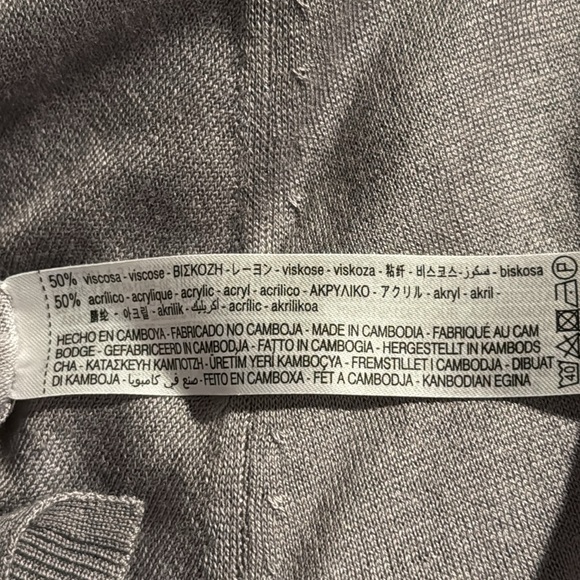 50% viscosa - viscose - ΒΙΣΚΟΖΗ - レーヨン - viskose - viskoza - 粘纤 - 비스코스 - فسكوز - biskosa
50% acrílico - acrylique - acrylic - acryl - acrilico - ΑΚΡΥΛΙΚΟ - アクリル - akryl - akril -
腈纶 - 아크릴 - akrilik - أكريليك - acrílic - akrilikoa
HECHO EN CAMBOYA - FABRICADO NO CAMBOJA - MADE IN CAMBODIA - FABRIQUÉ AU CAM
BODGE - GEFABRICEERD IN CAMBODJA - FATTO IN CAMBOGIA - HERGESTELLT IN KAMBODS
CHA - ΚΑΤΑΣΚΕΥΗ ΚΑΜΠΟΤΖΗ - ÜRETİM YERİ KAMBOÇYA - FREMSTILLET I CAMBODJA - DIBUAT
DI KAMBOJA - صنع في كامبوديا - FEITO EN CAMBOXA - FET A CAMBODJA - KANBODIAN EGINA
P
40